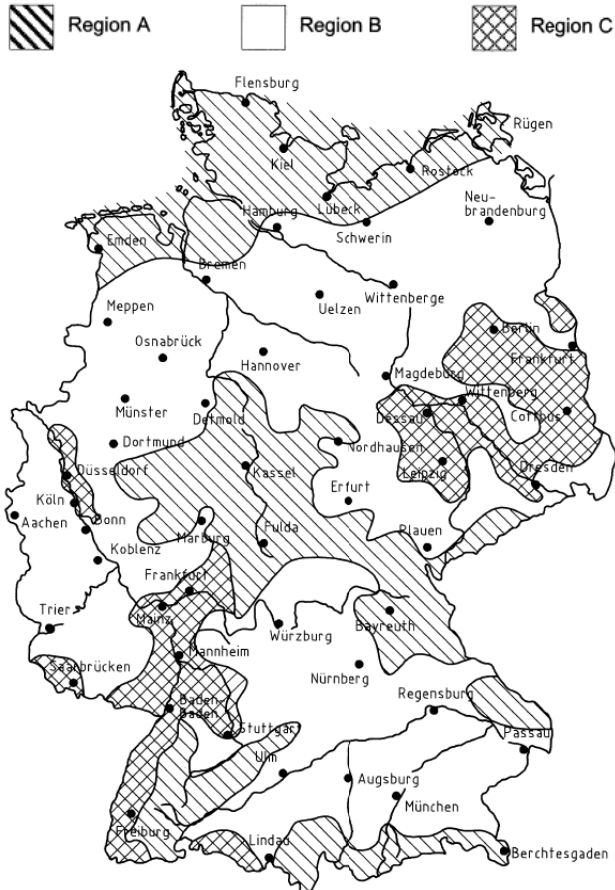 Region A
Region B
Region C
Flensburg
Rügen
Kiel
Rostock
Lübeck
Neu-
brandenburg
Hamburg
Schwerin
Emden
Bremen
Wittenberge
Uelzen
Meppen
Berlin
Osnabrück
Hannover
Frankfurt
Magdeburg
Wittenberg
Münster
Detmold
Dessau
Cottbus
Dortmund
Nordhausen
Düsseldorf
Kassel
Leipzig
Dresden
Köln
Erfurt
Aachen
Bonn
Marburg
Fulda
Plauen
Koblenz
Frankfurt
Trier
Mainz
Bayreuth
Würzburg
Mannheim
Saarbrücken
Nürnberg
Baden-
Baden
Regensburg
Stuttgart
Passau
Ulm
Augsburg
München
Freiburg
Lindau
Berchtesgaden